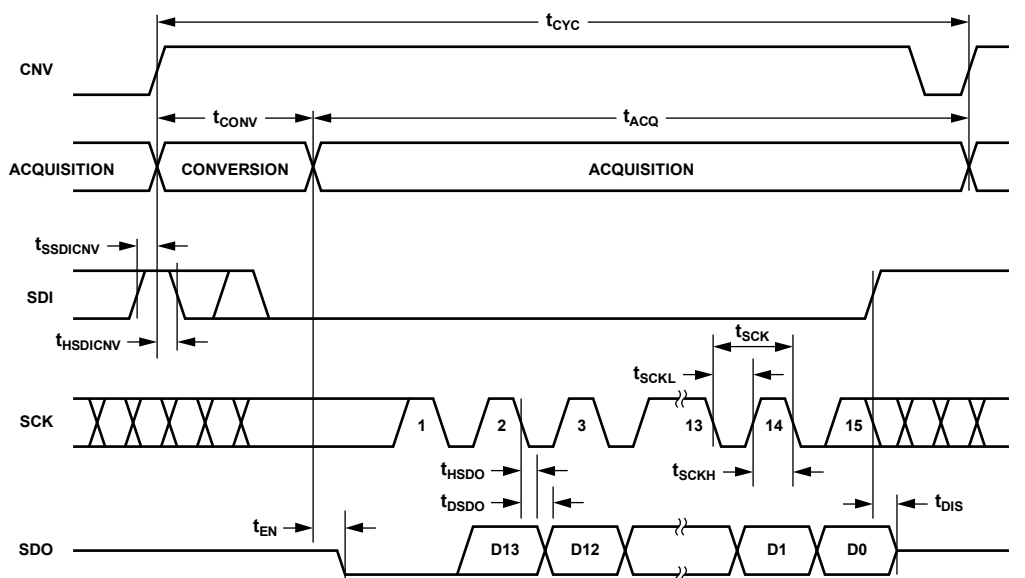 tCYC
CNV
tCONV
tACQ
ACQUISITION
CONVERSION
ACQUISITION
tSSDICNV
SDI
tHSDICNV
tSCK
tSCKL
SCK
1
2
3
13
14
15
tHSDO
tSCKH
tDSDO
tDIS
tEN
SDO
D13
D12
D1
D0